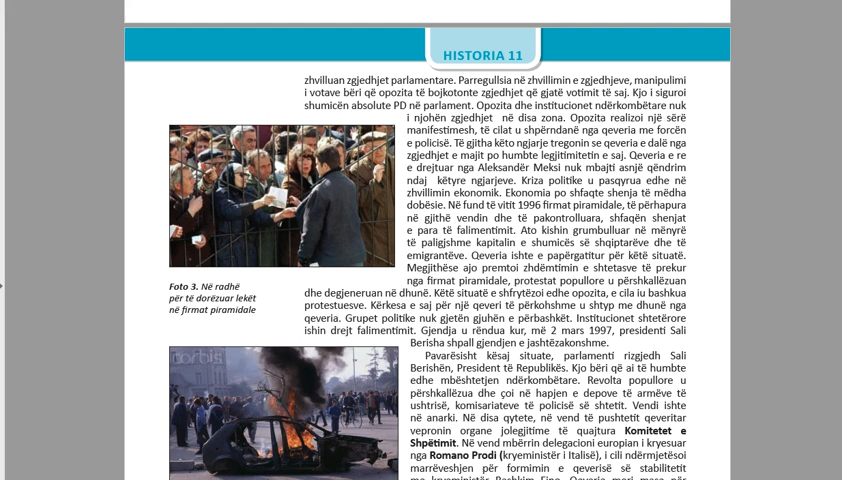 HISTORIA 11
zhvilluan zgjedhjet parlamentare. Parregullsia në zhvillimin e zgjedhjeve, manipulimi
i votave bëri që opozita të bojkotonte zgjedhjet që gjatë votimit të saj. Kjo i siguroi
shumicën absolute PD në parlament. Opozita dhe institucionet ndërkombëtare nuk
i njohën zgjedhjet në disa zona. Opozita realizoi një sërë
manifestimesh, të cilat u shpërndanë nga qeveria me forcën
e policisë. Të gjitha këto ngjarje tregonin se qeveria e dalë nga
zgjedhjet e majit po humbte legjitimitetin e saj. Qeveria e re
e drejtuar nga Aleksandër Meksi nuk mbajti asnjë qëndrim
ndaj këtyre ngjarjeve. Kriza politike u pasqyrua edhe në
zhvillimin ekonomik. Ekonomia po shfaqte shenja të mëdha
dobësie. Në fund të vitit 1996 firmat piramidale, të përhapura
në gjithë vendin dhe të pakontrolluara, shfaqën shenjat
e para të falimentimit. Ato kishin grumbulluar në mënyrë
të paligjshme kapitalin e shumicës së shqiptarëve dhe të
emigrantëve. Qeveria ishte e papërgatitur për këtë situatë.
Megjithëse ajo premtoi zhdëmtimin e shtetasve të prekur
nga firmat piramidale, protestat popullore u përshkallëzuan
dhe degjeneruan në dhunë. Këtë situatë e shfrytëzoi edhe opozita, e cila iu bashkua
protestuesve. Kërkesa e saj për një qeveri të përkohshme u shtyp me dhunë nga
qeveria. Grupet politike nuk gjetën gjuhën e përbashkët. Institucionet shtetërore
ishin drejt falimentimit. Gjendja u rëndua kur, më 2 mars 1997, presidenti Sali
Berisha shpall gjendjen e jashtëzakonshme.
Foto 3. Në radhë
për të dorëzuar lekët
në firmat piramidale
corbis
Pavarësisht kësaj situate, parlamenti rizgjedh Sali
Berishën, President të Republikës. Kjo bëri që ai të humbte
edhe mbështetjen ndërkombëtare. Revolta popullore u
përshkallëzua dhe çoi në hapjen e depove të armëve të
ushtrisë, komisariateve të policisë së shtetit. Vendi ishte
në anarki. Në disa qytete, në vend të pushtetit qeveritar
vepronin organe jolegjitime të quajtura Komitetet e
Shpëtimit. Në vend mbërrin delegacioni europian i kryesuar
nga Romano Prodi (kryeministër i Italisë), i cili ndërmjetësoi
marrëveshjen për formimin e qeverisë së stabilitetit
me kryeministër Bashkim Fino. Qeveria mori masa për